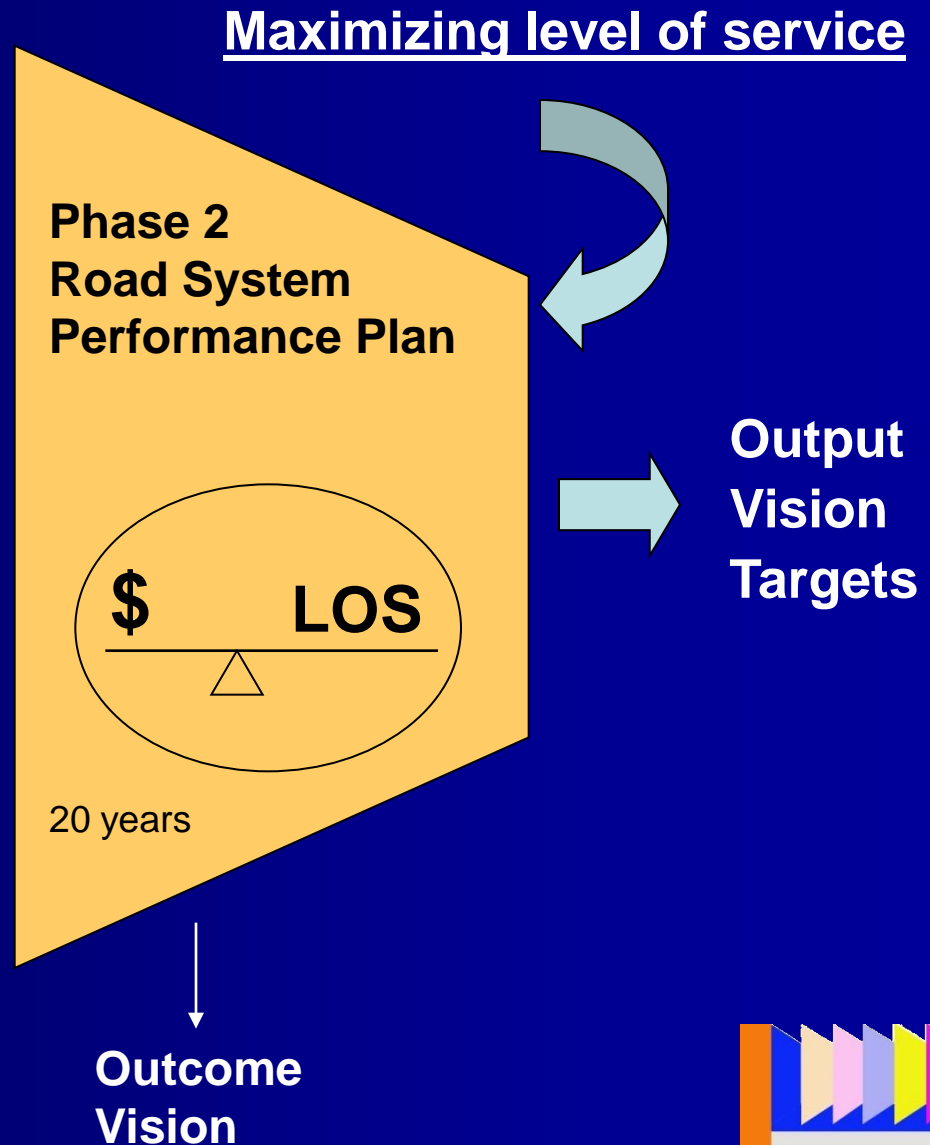 Maximizing level of service
Phase 2
Road System
Performance Plan
Output
Vision
Targets
$ LOS
20 years
Outcome
Vision